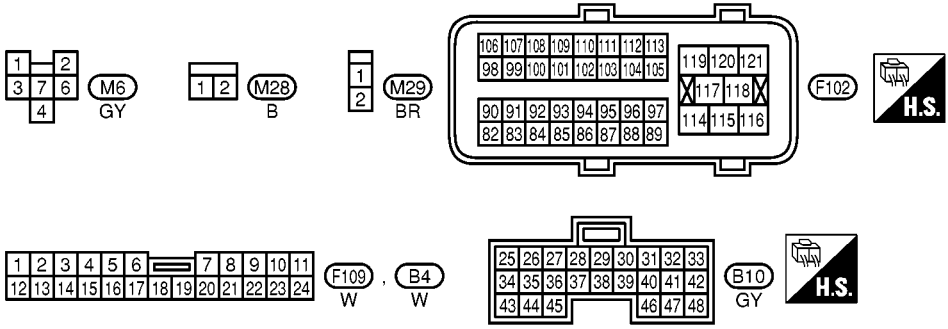 1 2
3 7 6
4
M6
GY
1 2
M28
B
1
2
M29
BR
106 107 108 109 110 111 112 113
98 99 100 101 102 103 104 105
90 91 92 93 94 95 96 97
82 83 84 85 86 87 88 89
119 120 121
117 118
114 115 116
F102
H.S.
1 2 3 4 5 6 7 8 9 10 11
12 13 14 15 16 17 18 19 20 21 22 23 24
F109 , B4
W W
25 26 27 28 29 30 31 32 33
34 35 36 37 38 39 40 41 42
43 44 45 46 47 48
B10
GY
H.S.